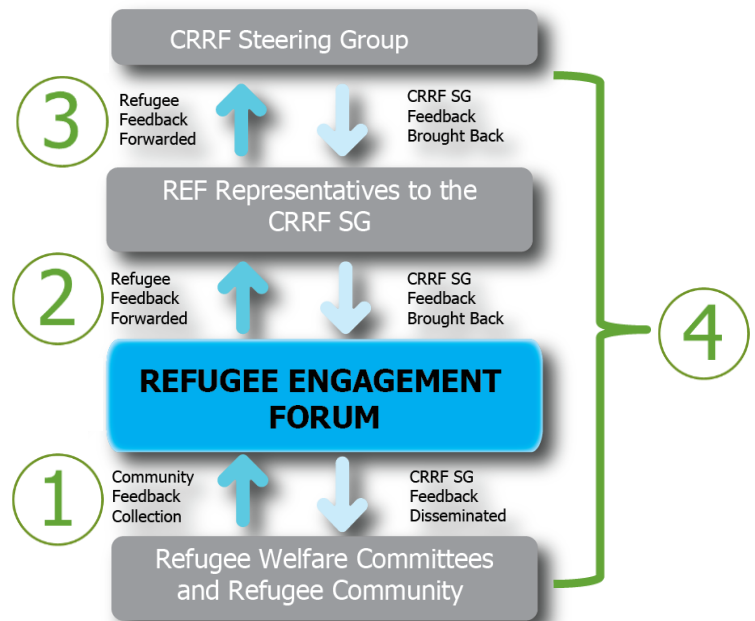 CRRF Steering Group
3
Refugee
Feedback
Forwarded
CRRF SG
Feedback
Brought Back
REF Representatives to the
CRRF SG
2
Refugee
Feedback
Forwarded
CRRF SG
Feedback
Brought Back
4
REFUGEE ENGAGEMENT
FORUM
1
Community
Feedback
Collection
CRRF SG
Feedback
Disseminated
Refugee Welfare Committees
and Refugee Community